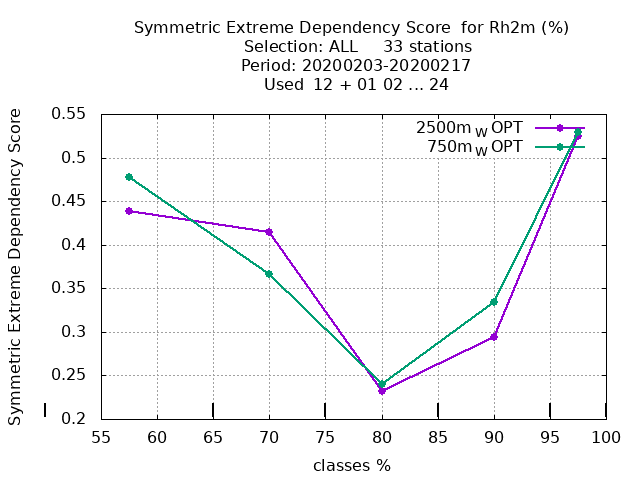 Symmetric Extreme Dependency Score  for Rh2m (%)
Selection: ALL     33 stations
Period: 20200203-20200217
Used  12 + 01 02 ... 24
2500m W OPT
750m W OPT
Symmetric Extreme Dependency Score
0.55
0.5
0.45
0.4
0.35
0.3
0.25
0.2
55 60 65 70 75 80 85 90 95 100
classes %